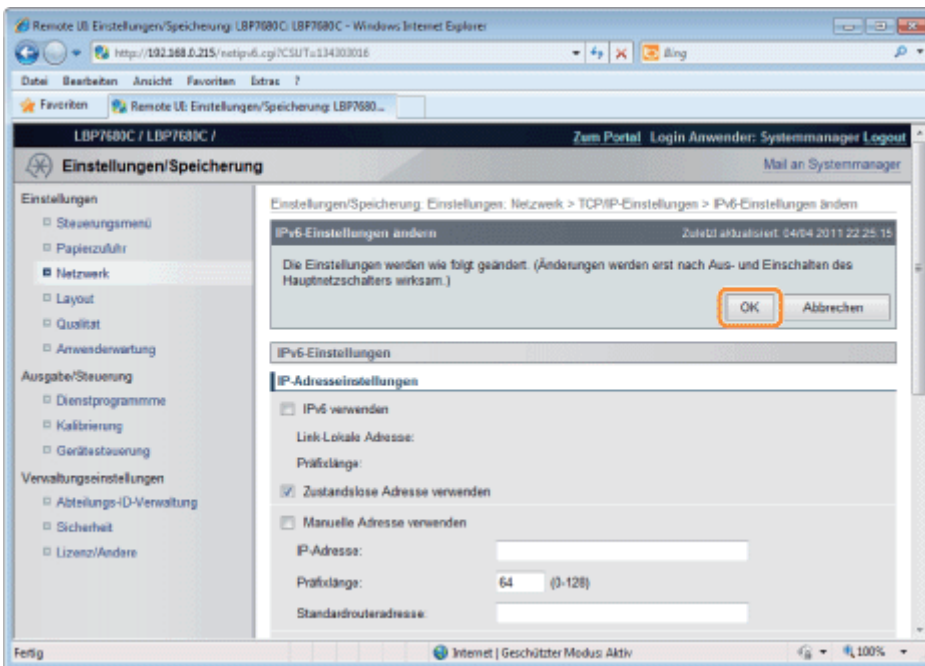 Remote UI: Einstellungen/Speicherung: LBP7680C: LBP7680C - Windows Internet Explorer
http://192.168.0.215/netipv6.cgi?CSUT=134303016
Bing
Datei Bearbeiten Ansicht Favoriten Extras ?
Favoriten Remote UI: Einstellungen/Speicherung: LBP7680...
LBP7680C / LBP7680C / Zum Portal Login Anwender: Systemmanager Logout
Einstellungen/Speicherung Mail an Systemmanager
Einstellungen
Steuerungsmenü
Papierzufuhr
Netzwerk
Layout
Qualität
Anwenderwartung
Ausgabe/Steuerung
Dienstprogrammme
Kalibrierung
Gerätesteuerung
Verwaltungseinstellungen
Abteilungs-ID-Verwaltung
Sicherheit
Lizenz/Andere
Einstellungen/Speicherung: Einstellungen: Netzwerk > TCP/IP-Einstellungen > IPv6-Einstellungen ändern
IPv6-Einstellungen ändern Zuletzt aktualisiert: 04/04 2011 22:25:15
Die Einstellungen werden wie folgt geändert. (Änderungen werden erst nach Aus- und Einschalten des
Hauptnetzschalters wirksam.)
OK Abbrechen
IPv6-Einstellungen
IP-Adresseinstellungen
IPv6 verwenden
Link-Lokale Adresse:
Präfixlänge:
Zustandslose Adresse verwenden
Manuelle Adresse verwenden
IP-Adresse:
Präfixlänge: 64 (0-128)
Standardrouteradresse:
Fertig Internet | Geschützter Modus: Aktiv 100%